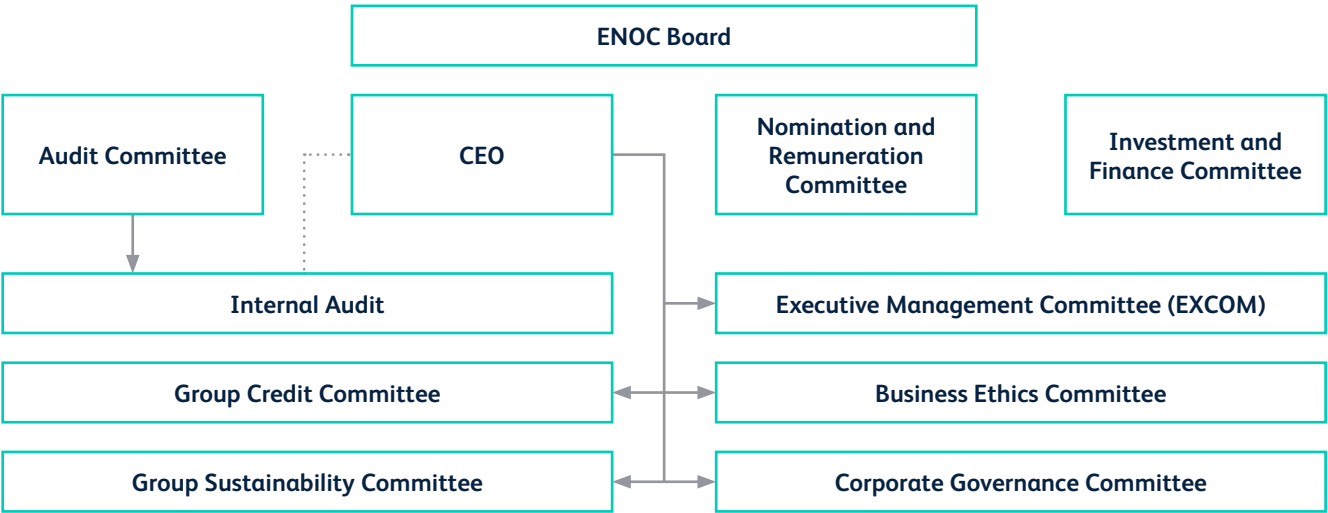 ENOC Board
Audit Committee
CEO
Nomination and
Remuneration
Committee
Investment and
Finance Committee
Internal Audit
Executive Management Committee (EXCOM)
Group Credit Committee
Business Ethics Committee
Group Sustainability Committee
Corporate Governance Committee